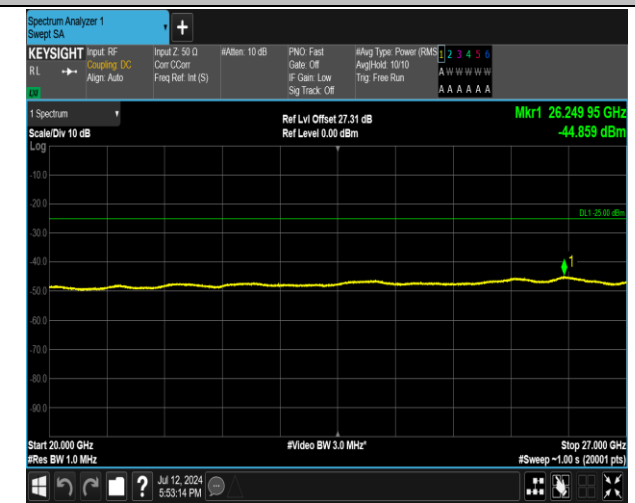 Spectrum Analyzer 1
Swept SA
+
KEYSIGHT
RL
Input: RF
Coupling: DC
Align: Auto
Input Z: 50 Ω
Corr CCorr
Freq Ref: Int (S)
#Atten: 10 dB
PNO: Fast
Gate: Off
IF Gain: Low
Sig Track: Off
#Avg Type: Power (RMS
Avg|Hold: 10/10
Trig: Free Run
1 2 3 4 5 6
A W W W W W
A A A A A A
1 Spectrum
Scale/Div 10 dB
Ref Lvl Offset 27.31 dB
Ref Level 0.00 dBm
Mkr1 26.249 95 GHz
-44.859 dBm
Log
-10.0
-20.0
DL1 -25.00 dBm
-30.0
-40.0
1
-50.0
-60.0
-70.0
-80.0
-90.0
Start 20.000 GHz
#Res BW 1.0 MHz
#Video BW 3.0 MHz*
Stop 27.000 GHz
#Sweep ~1.00 s (20001 pts)
?
Jul 12, 2024
5:53:14 PM